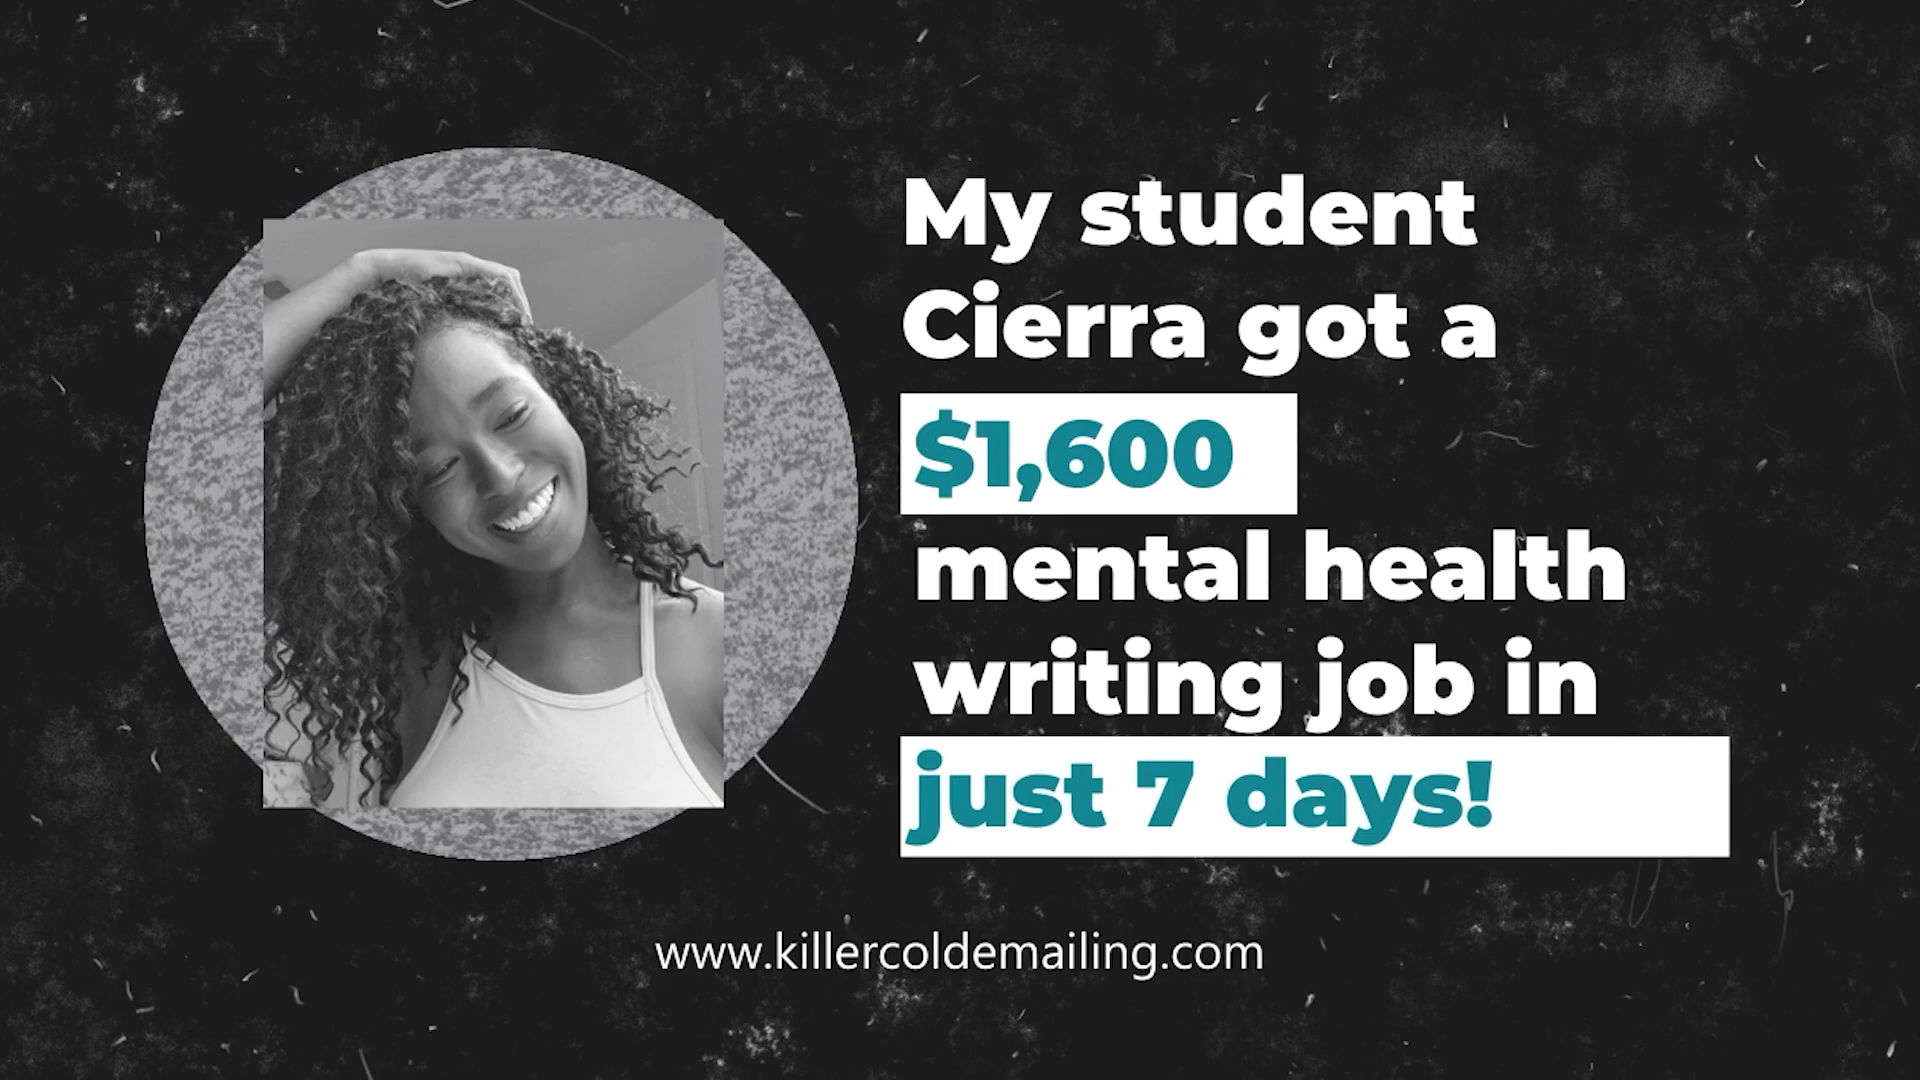 My student
Cierra got a
$1,600
mental health
writing job in
just 7 days!
www.killercoldemailing.com